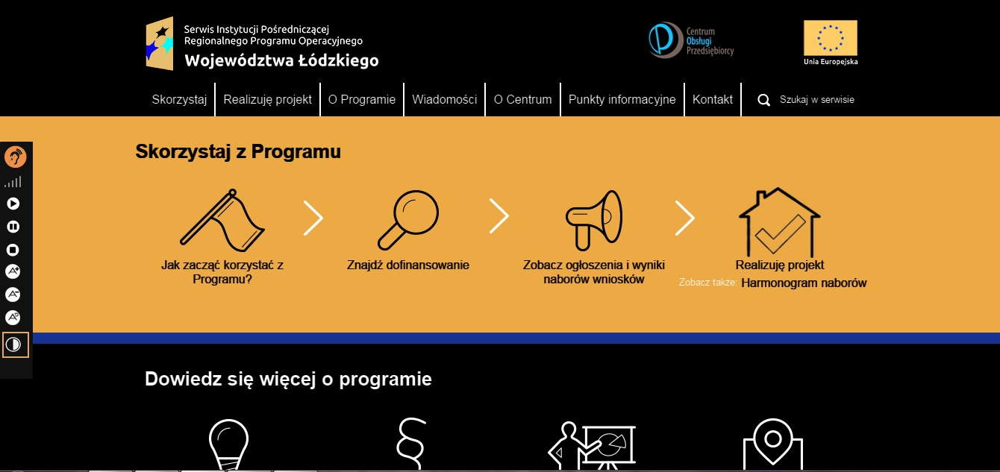 Serwis Instytucji Pośredniczącej
Regionalnego Programu Operacyjnego
Województwa Łódzkiego
Centrum
Obsługi
Przedsiębiorcy
Unia Europejska
Skorzystaj
Realizuję projekt
O Programie
Wiadomości
O Centrum
Punkty informacyjne
Kontakt
Szukaj w serwisie
Skorzystaj z Programu
Jak zacząć korzystać z
Programu?
Znajdź dofinansowanie
Zobacz ogłoszenia i wyniki
naborów wniosków
Realizuję projekt
Zobacz także: Harmonogram naborów
A+
A-
A
Dowiedz się więcej o programie